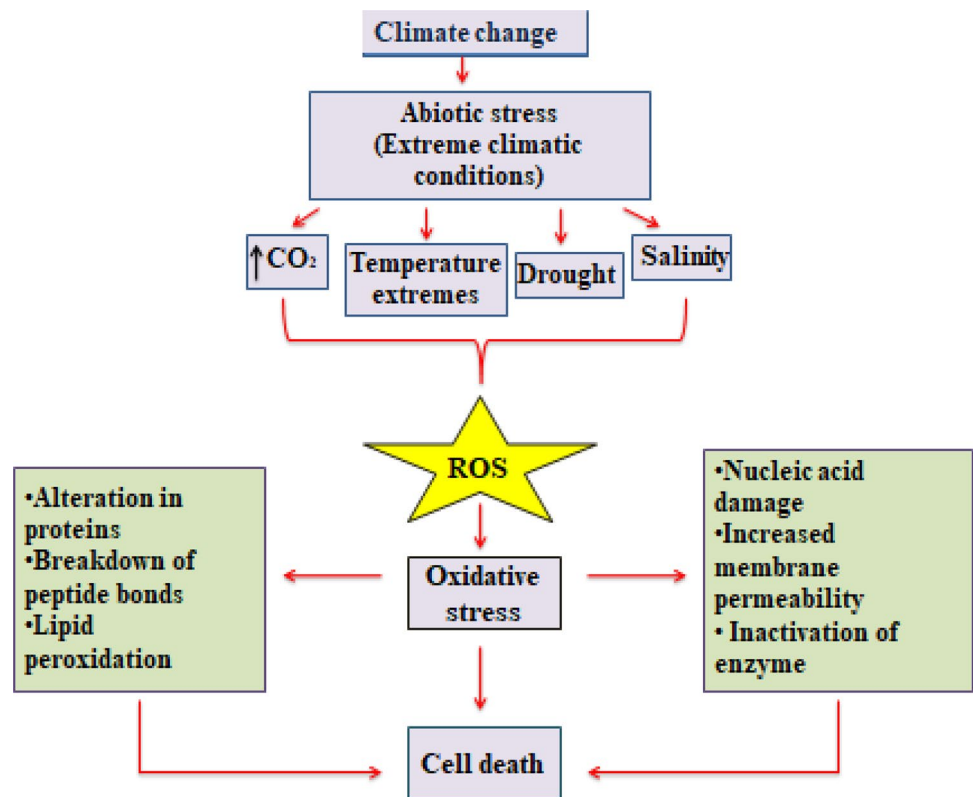 Climate change
Abiotic stress
(Extreme climatic
conditions)
↑CO₂
Temperature
extremes
Drought
Salinity
ROS
•Alteration in
proteins
•Breakdown of
peptide bonds
•Lipid
peroxidation
Oxidative
stress
•Nucleic acid
damage
•Increased
membrane
permeability
• Inactivation of
enzyme
Cell death